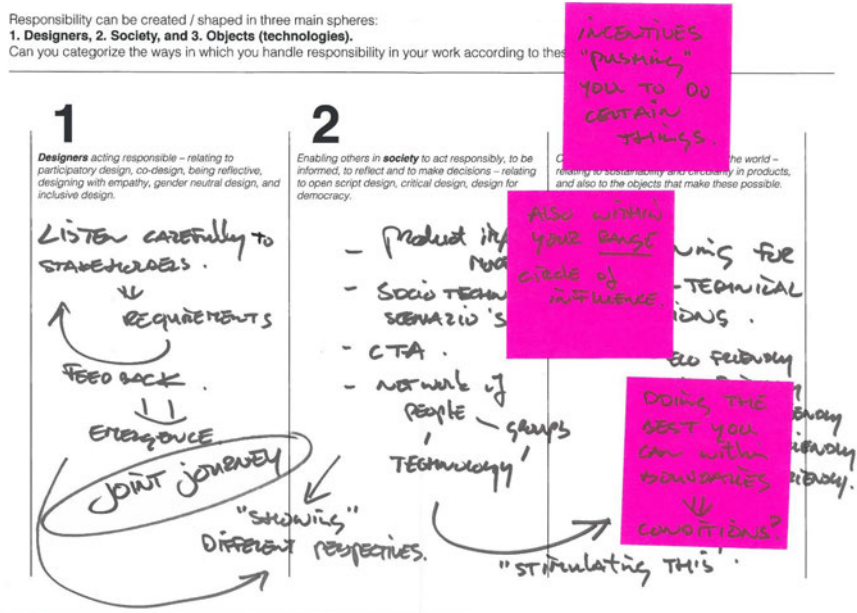 Responsibility can be created / shaped in three main spheres:
1. Designers, 2. Society, and 3. Objects (technologies).
Can you categorize the ways in which you handle responsibility in your work according to thes
1
Designers acting responsible – relating to
participatory design, co-design, being reflective,
designing with empathy, gender neutral design, and
inclusive design.
LISTEN CAREFULLY TO
STAKEHOLDERS.
REQUIREMENTS
FEEDBACK.
EMERGENCE
JOINT JOURNEY
2
Enabling others in society to act responsibly, to be
informed, to reflect and to make decisions – relating
to open script design, critical design, design for
democracy.
- Product
- SOCIO TECHN
SCENARIO'S
- CTA.
- NETWORK of
PEOPLE - GROUPS
TECHNOLOGY
"SHOWING"
DIFFERENT PERSPECTIVES.
the world –
relating to sustainability and circularity in products,
and also to the objects that make these possible.
FOR
-TECHNICAL
IONS.
ECO FRIENDLY
ENDLY
IENDLY
RIENDLY.
"STIMULATING THIS".
INCENTIVES
"PUSHING"
YOU TO DO
CERTAIN
THINGS.
ALSO WITHIN
YOUR RANGE
CIRCLE of
INFLUENCE.
DOING THE
BEST YOU
CAN within
BOUNDARIES
CONDITIONS?